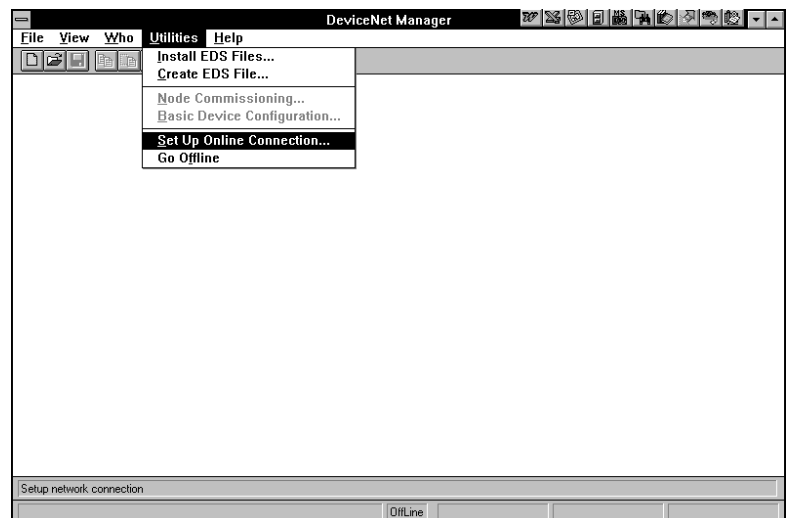 DeviceNet Manager
File View Who Utilities Help
Install EDS Files...
Create EDS File...
Node Commissioning...
Basic Device Configuration...
Set Up Online Connection...
Go Offline
Setup network connection
OffLine